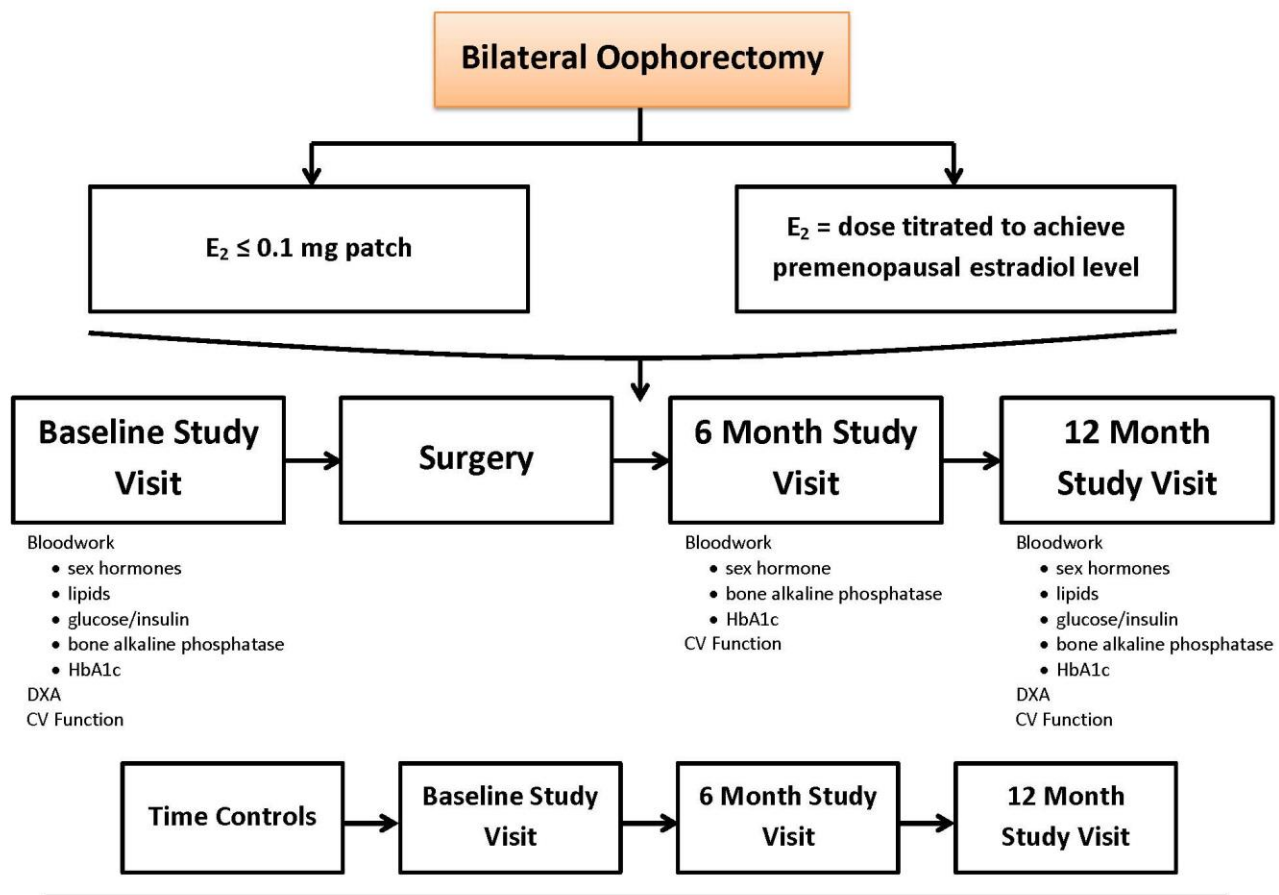 Bilateral Oophorectomy
E₂ ≤ 0.1 mg patch
E₂ = dose titrated to achieve
premenopausal estradiol level
Baseline Study
Visit
Surgery
6 Month Study
Visit
12 Month
Study Visit
Bloodwork
• sex hormones
• lipids
• glucose/insulin
• bone alkaline phosphatase
• HbA1c
DXA
CV Function
Bloodwork
• sex hormone
• bone alkaline phosphatase
• HbA1c
CV Function
Bloodwork
• sex hormones
• lipids
• glucose/insulin
• bone alkaline phosphatase
• HbA1c
DXA
CV Function
Time Controls
Baseline Study
Visit
6 Month Study
Visit
12 Month
Study Visit